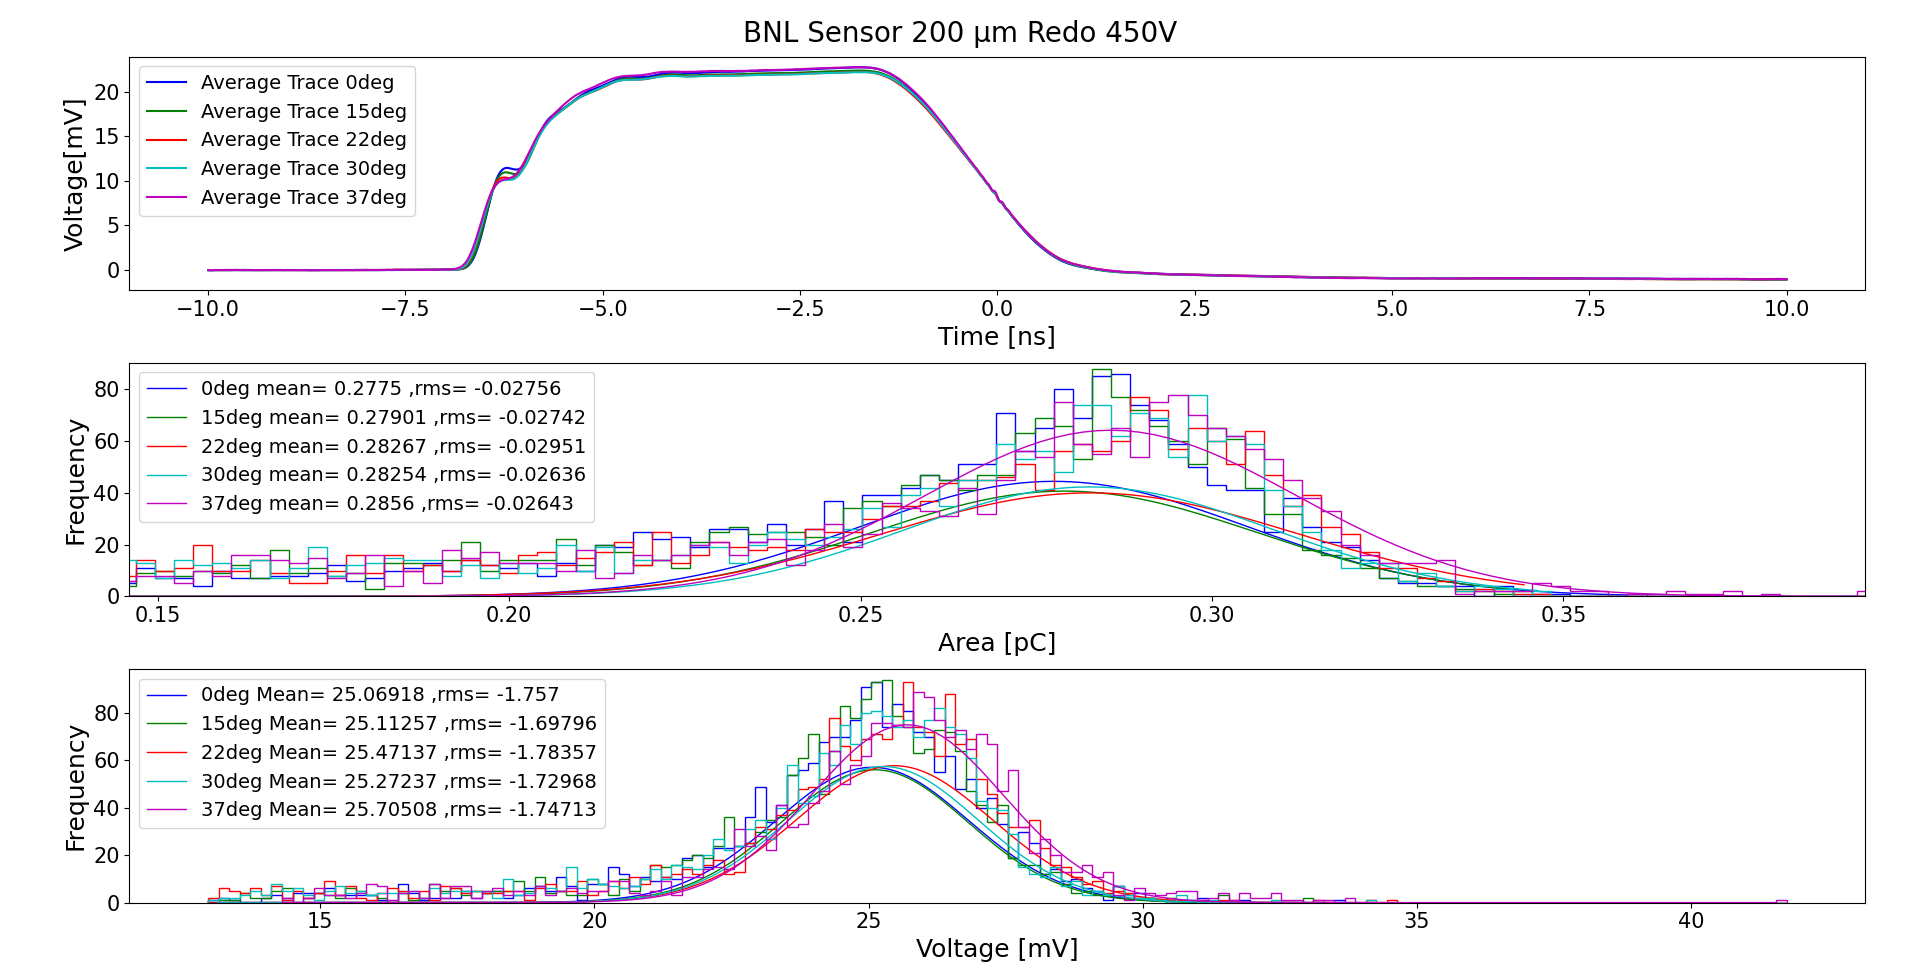 BNL Sensor 200 μm Redo 450V
Voltage[mV]
20
15
10
5
0
Average Trace 0deg
Average Trace 15deg
Average Trace 22deg
Average Trace 30deg
Average Trace 37deg
−10.0 −7.5 −5.0 −2.5 0.0 2.5 5.0 7.5 10.0
Time [ns]
Frequency
80
60
40
20
0
0deg mean= 0.2775 ,rms= -0.02756
15deg mean= 0.27901 ,rms= -0.02742
22deg mean= 0.28267 ,rms= -0.02951
30deg mean= 0.28254 ,rms= -0.02636
37deg mean= 0.2856 ,rms= -0.02643
0.15 0.20 0.25 0.30 0.35
Area [pC]
Frequency
80
60
40
20
0
0deg Mean= 25.06918 ,rms= -1.757
15deg Mean= 25.11257 ,rms= -1.69796
22deg Mean= 25.47137 ,rms= -1.78357
30deg Mean= 25.27237 ,rms= -1.72968
37deg Mean= 25.70508 ,rms= -1.74713
15 20 25 30 35 40
Voltage [mV]